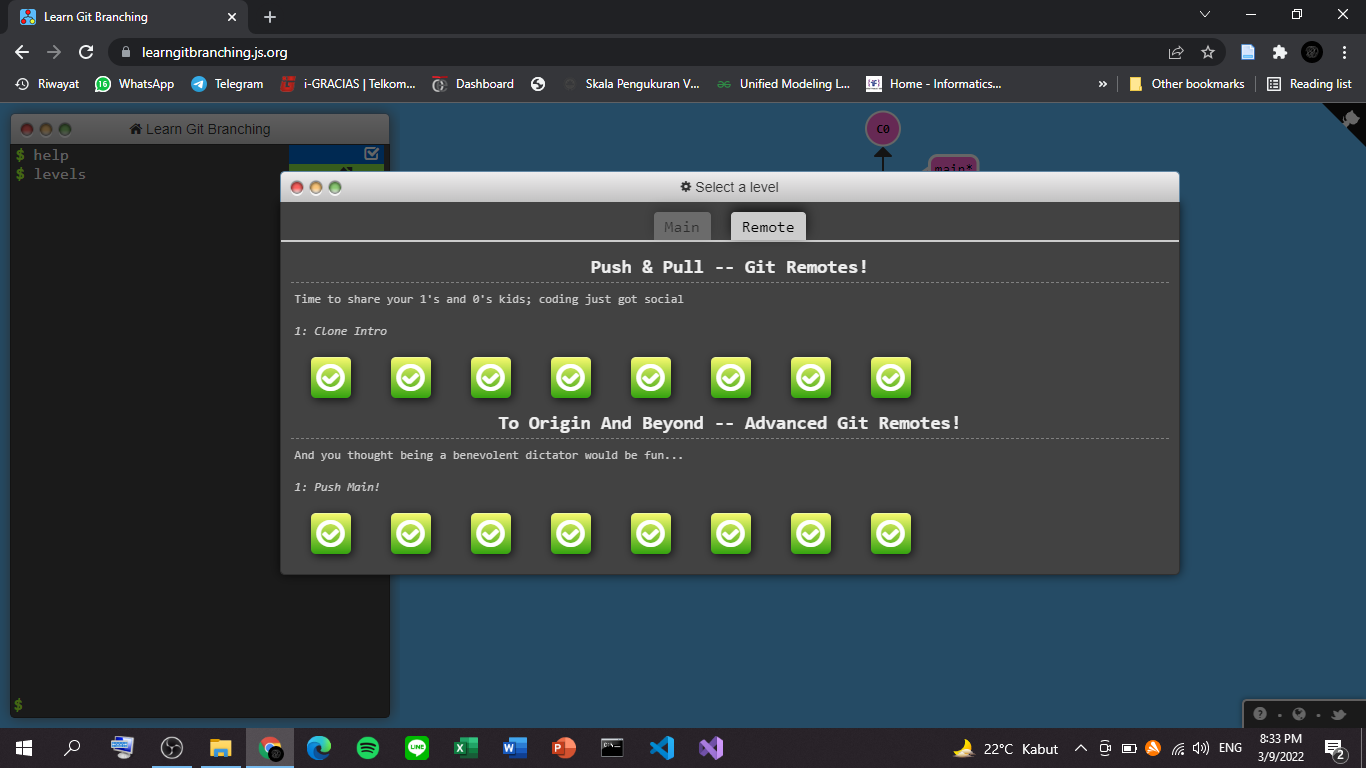 Learn Git Branching
learngitbranching.js.org
Riwayat
16
WhatsApp
Telegram
i-GRACIAS | Telkom...
Dashboard
Skala Pengukuran V...
Unified Modeling L...
Home - Informatics...
»
Other bookmarks
Reading list
Learn Git Branching
$ help
$ levels
C0
main*
Select a level
Main
Remote
Push & Pull -- Git Remotes!
Time to share your 1's and 0's kids; coding just got social
1: Clone Intro
To Origin And Beyond -- Advanced Git Remotes!
And you thought being a benevolent dictator would be fun...
1: Push Main!
$
22°C Kabut
ENG
8:33 PM
3/9/2022
2